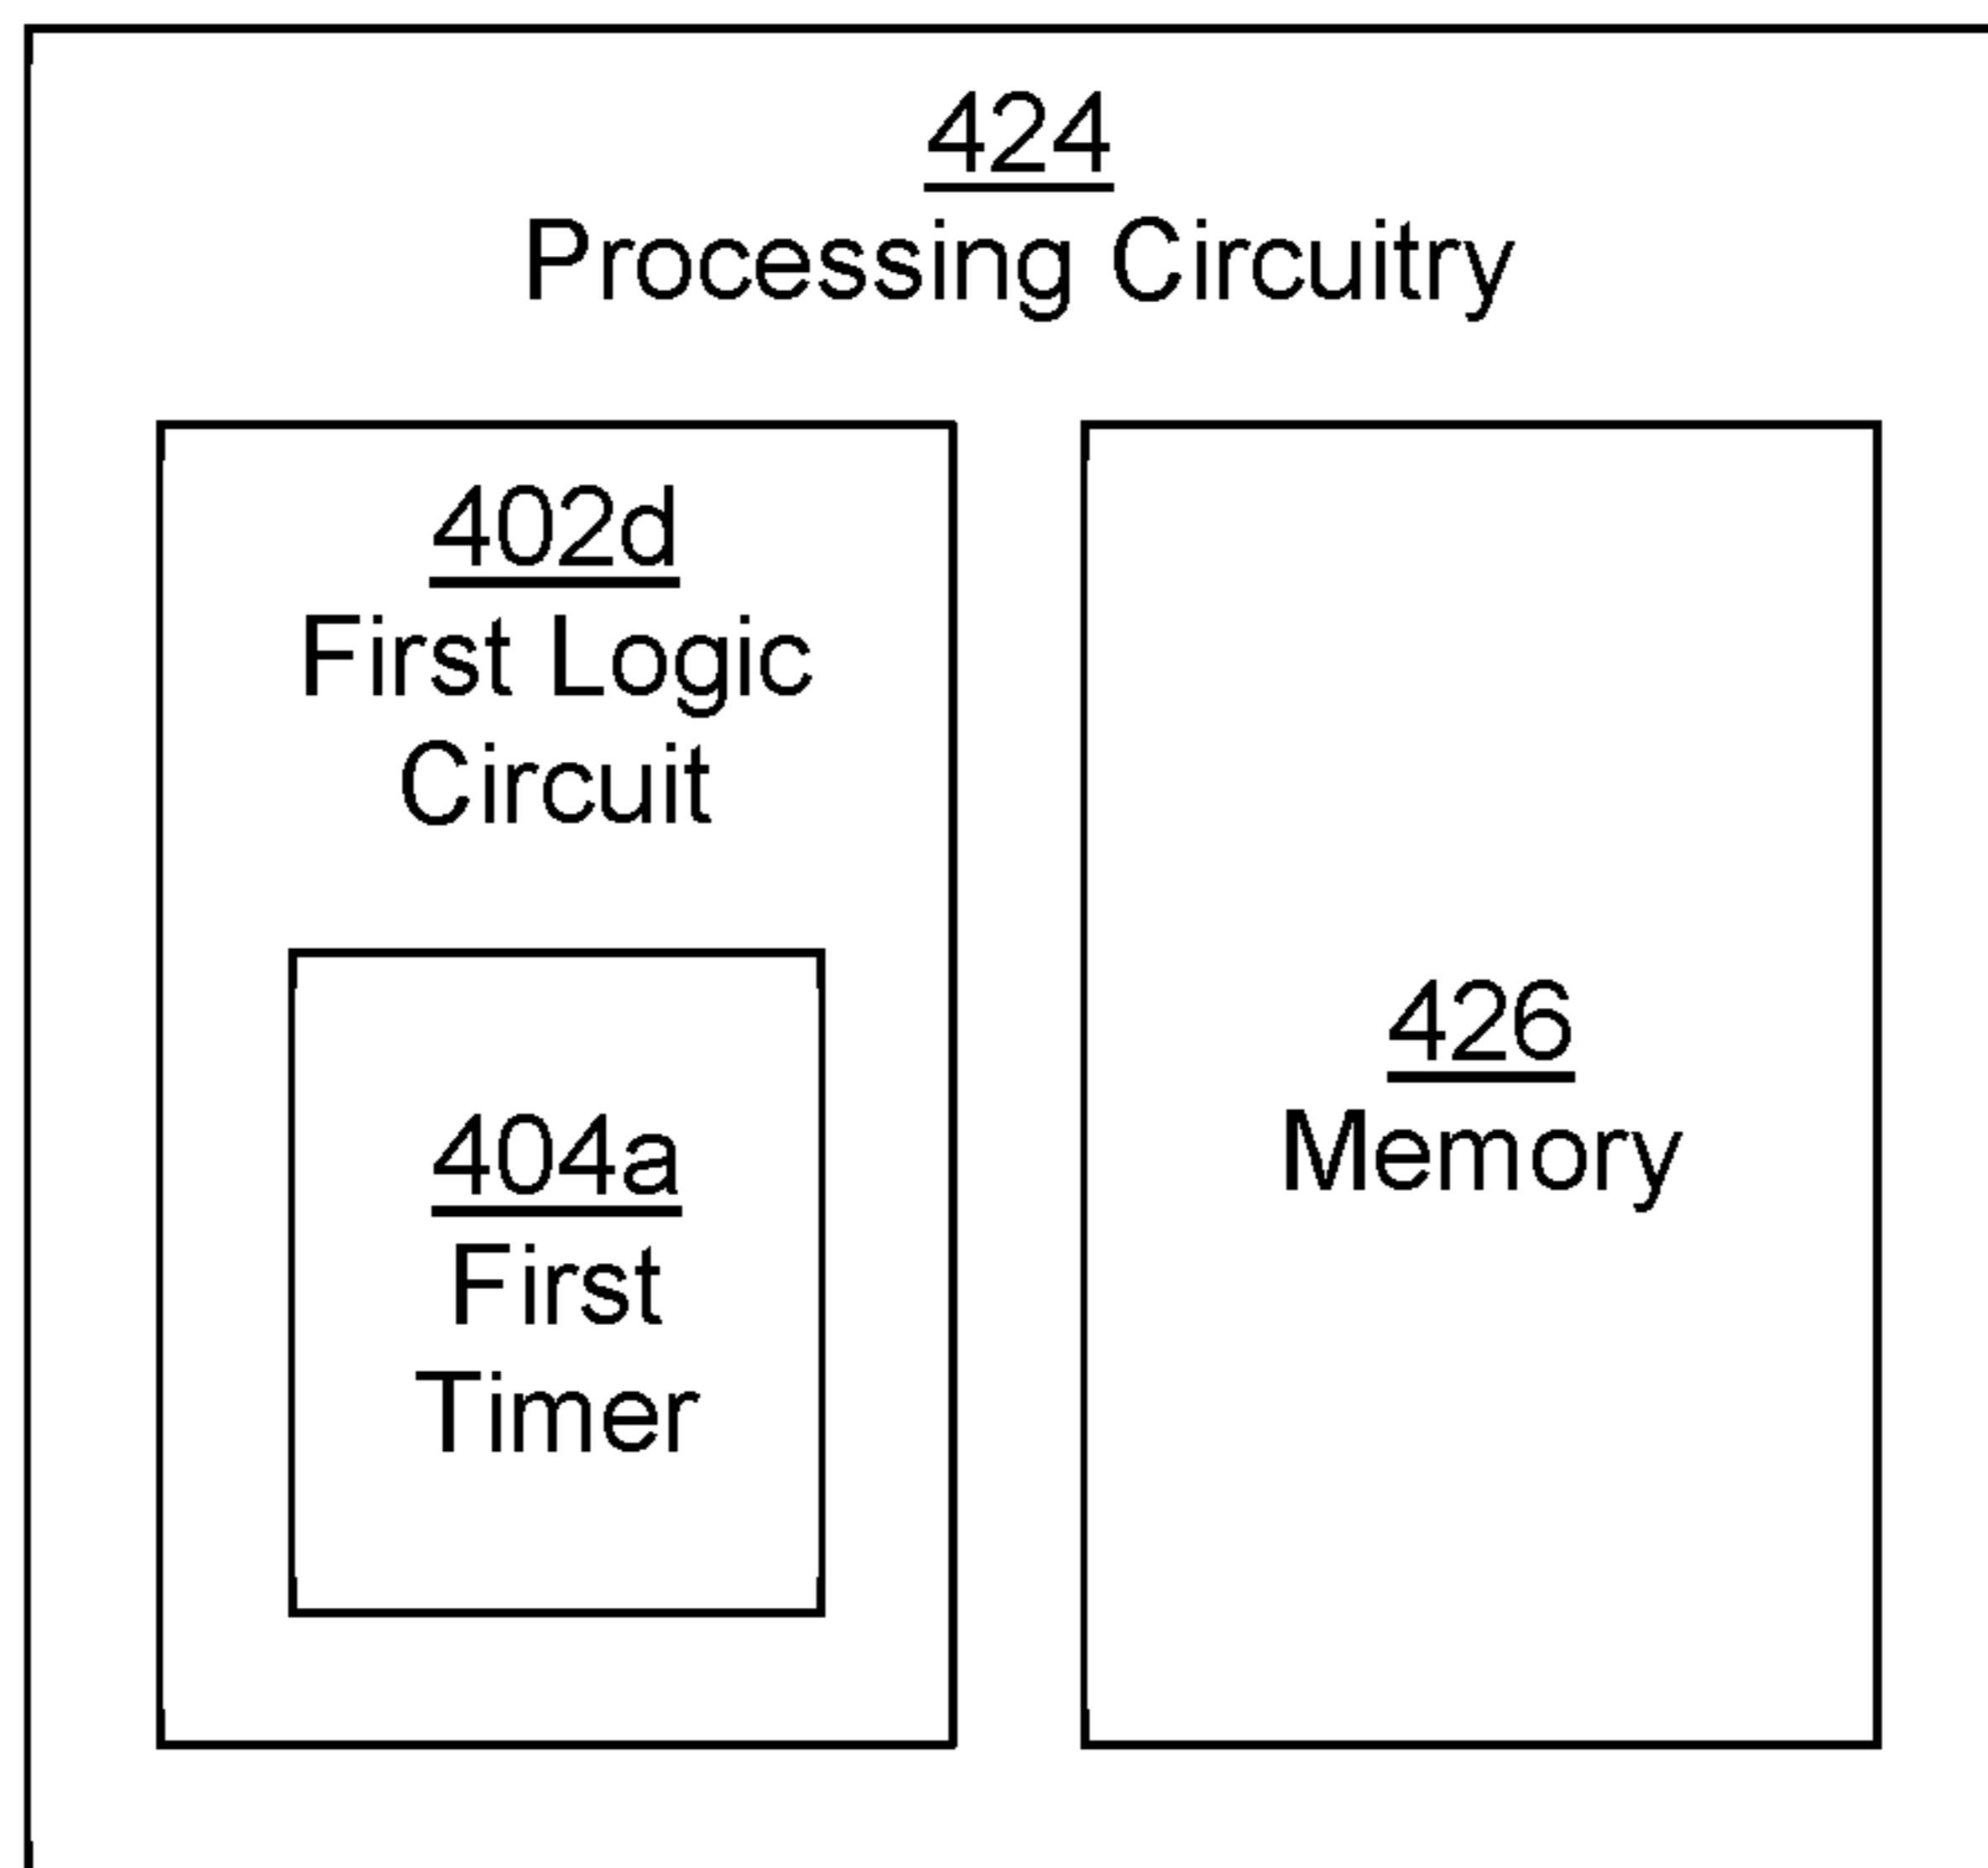 424
Processing Circuitry
402d
First Logic
Circuit
404a
First
Timer
426
Memory